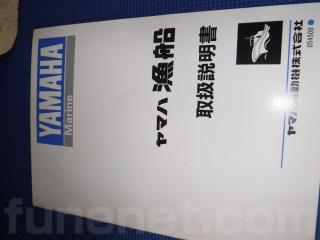 YAMAHA
Marine
ヤマハ漁船
取扱説明書
ヤマハ発動機株式会社
funenet.com